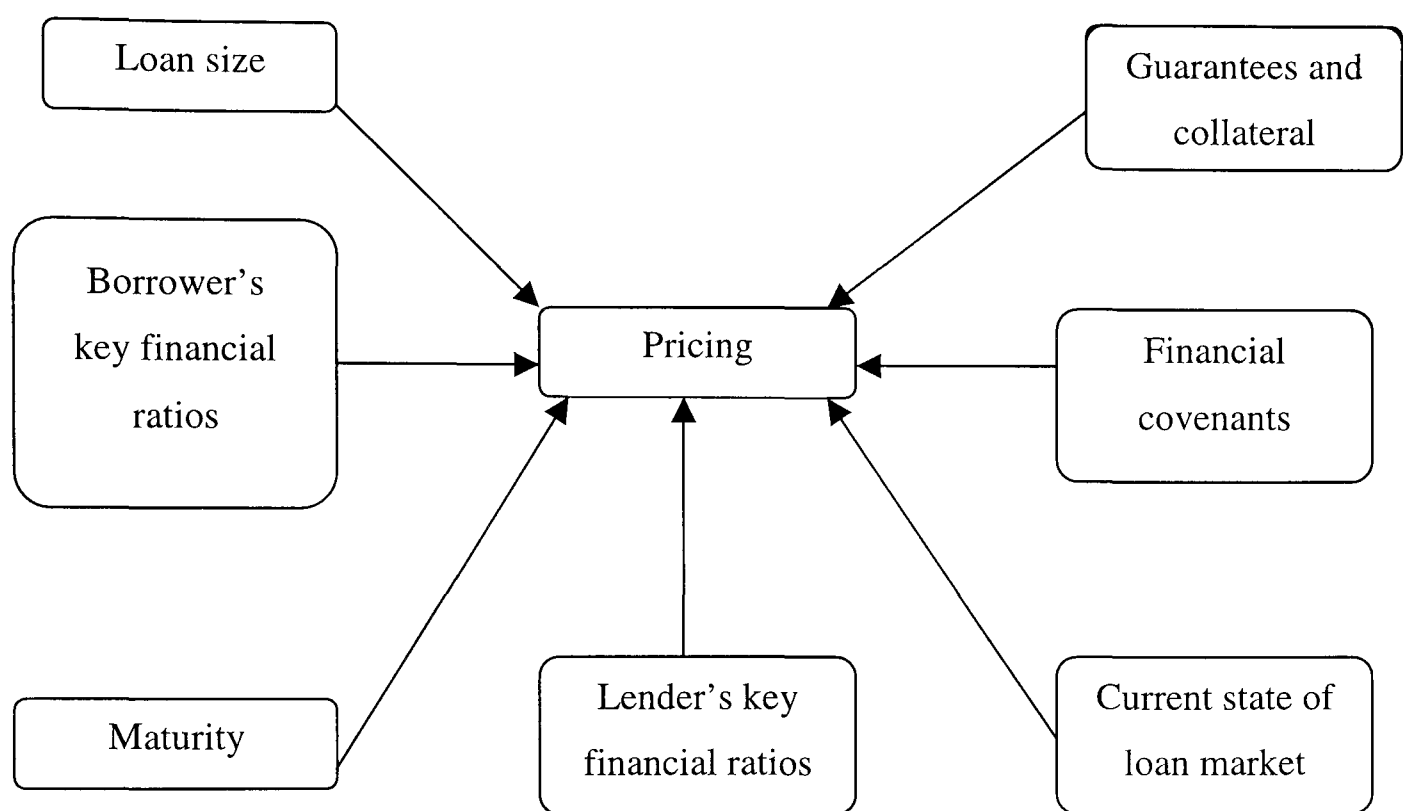 Loan size
Guarantees and
collateral
Borrower’s
key financial
ratios
Pricing
Financial
covenants
Maturity
Lender’s key
financial ratios
Current state of
loan market